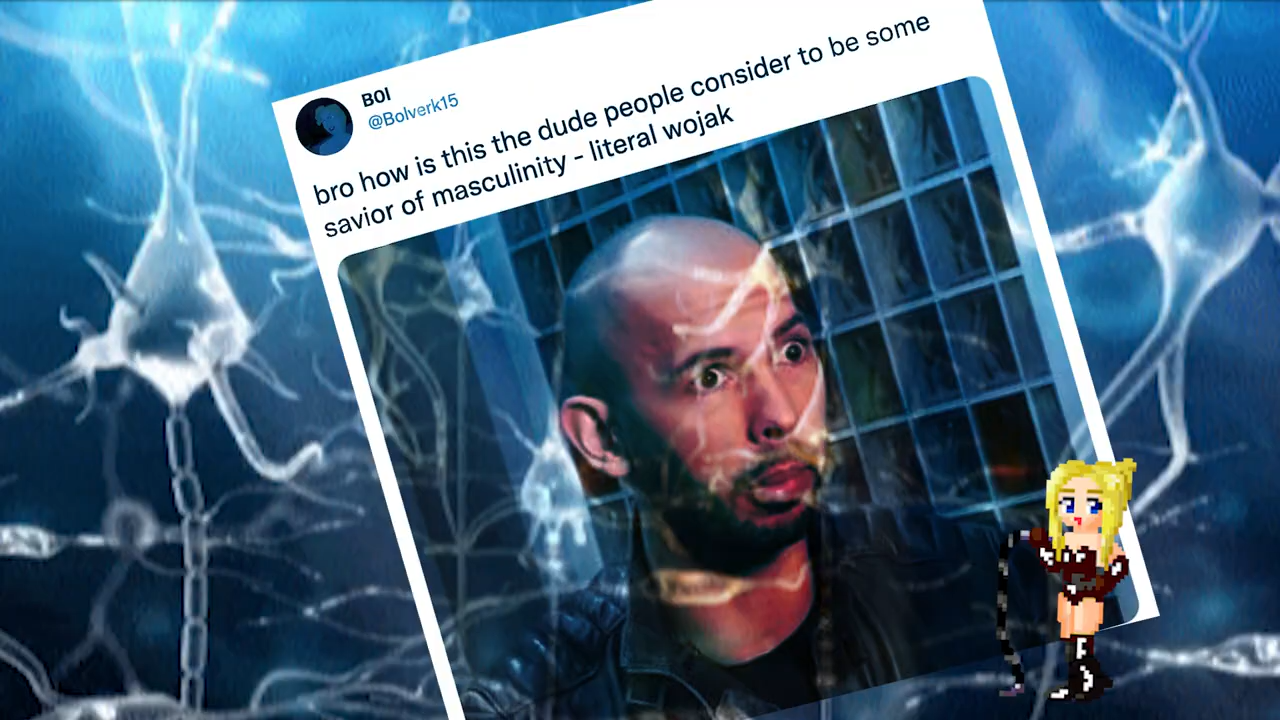 BOI
@Bolverk15
bro how is this the dude people consider to be some
savior of masculinity - literal wojak